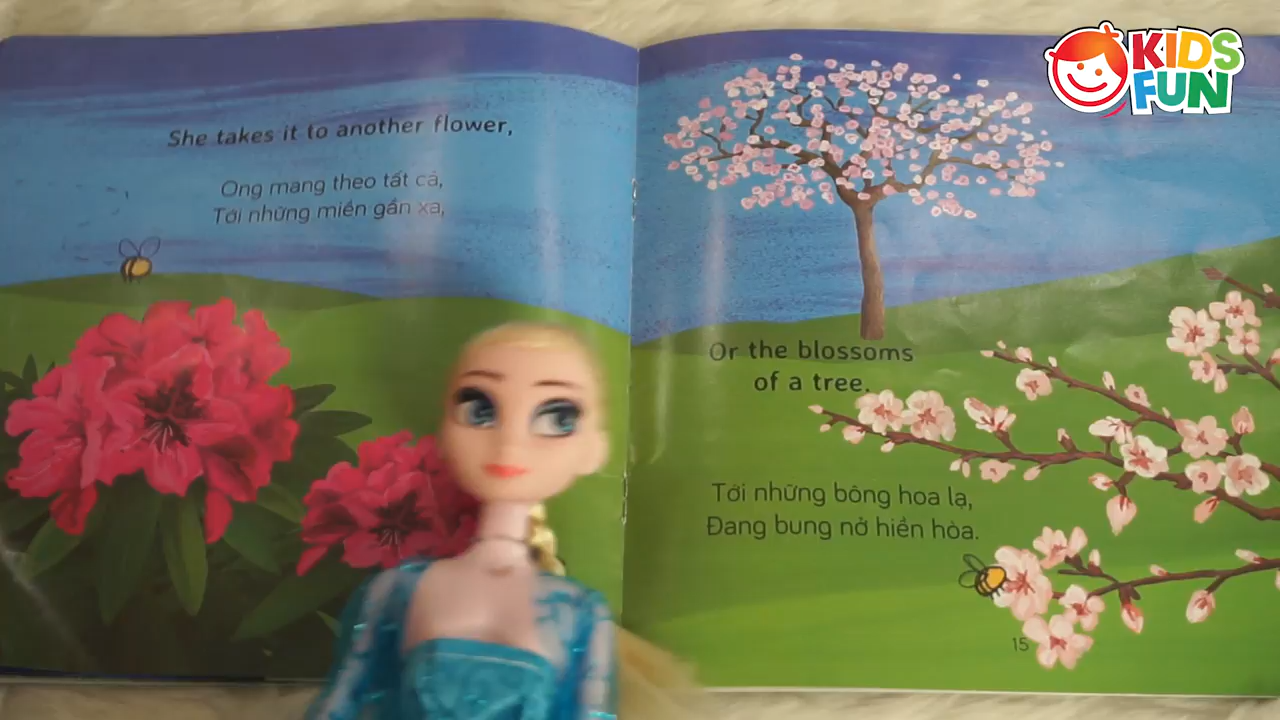 She takes it to another flower,
Ong mang theo tất cả,
Tới những miền gần xa,
Or the blossoms
of a tree.
Tới những bông hoa lạ,
Đang bung nở hiền hòa.
15
KIDS
FUN